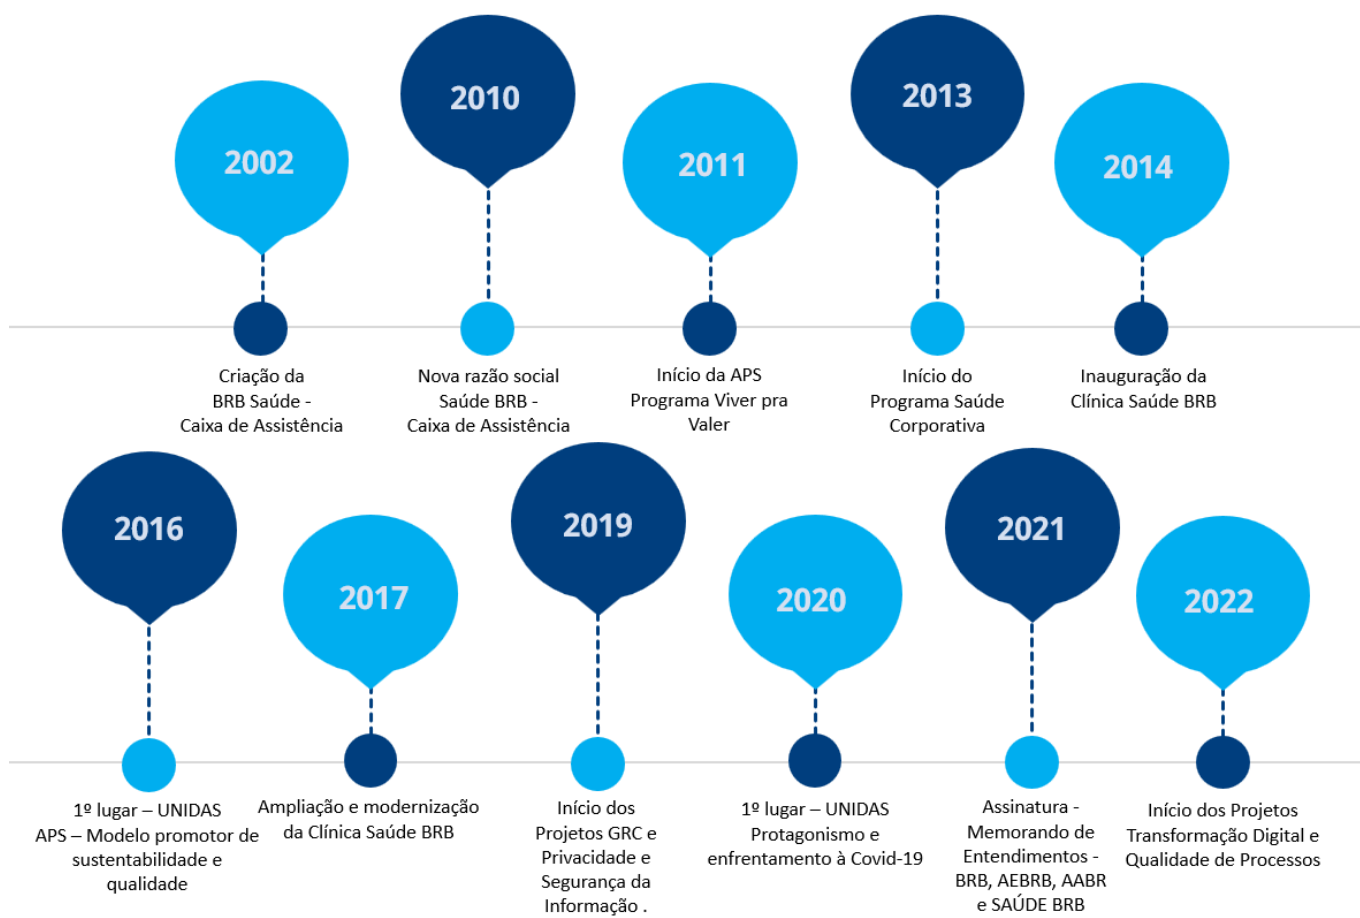 2002
2010
2011
2013
2014
Criação da
BRB Saúde -
Caixa de Assistência
Nova razão social
Saúde BRB -
Caixa de Assistência
Início da APS
Programa Viver pra
Valer
Início do
Programa Saúde
Corporativa
Inauguração da
Clínica Saúde BRB
2016
2017
2019
2020
2021
2022
1º lugar – UNIDAS
APS – Modelo promotor de
sustentabilidade e
qualidade
Ampliação e modernização
da Clínica Saúde BRB
Início dos
Projetos GRC e
Privacidade e
Segurança da
Informação .
1º lugar – UNIDAS
Protagonismo e
enfrentamento à Covid-19
Assinatura -
Memorando de
Entendimentos -
BRB, AEBRB, AABR
e SAÚDE BRB
Início dos Projetos
Transformação Digital e
Qualidade de Processos